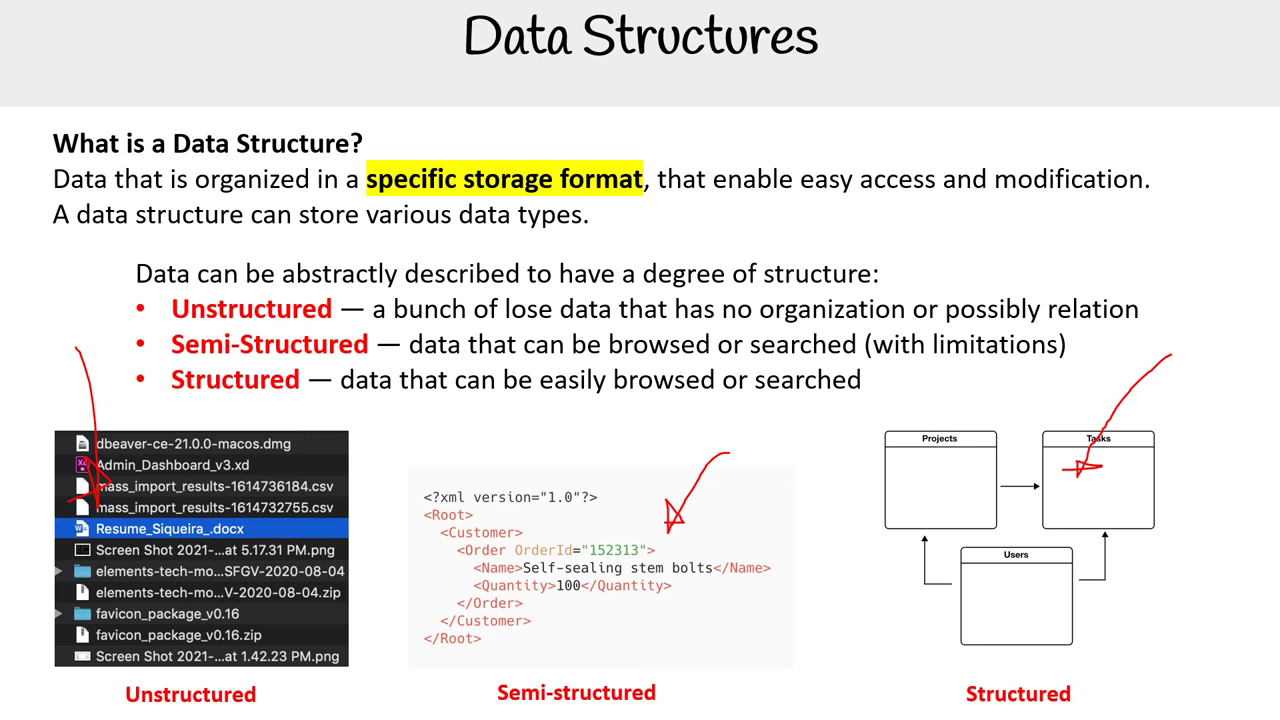 Data Structures
What is a Data Structure?
Data that is organized in a specific storage format, that enable easy access and modification.
A data structure can store various data types.
Data can be abstractly described to have a degree of structure:
• Unstructured — a bunch of lose data that has no organization or possibly relation
• Semi-Structured — data that can be browsed or searched (with limitations)
• Structured — data that can be easily browsed or searched
dbeaver-ce-21.0.0-macos.dmg
Admin_Dashboard_v3.xd
mass_import_results-1614736184.csv
mass_import_results-1614732755.csv
Resume_Siqueira_.docx
Screen Shot 2021-...at 5.17.31 PM.png
elements-tech-mo...SFGV-2020-08-04
elements-tech-mo...V-2020-08-04.zip
favicon_package_v0.16
favicon_package_v0.16.zip
Screen Shot 2021-...at 1.42.23 PM.png
Unstructured
<?xml version="1.0"?>
<Root>
<Customer>
<Order OrderId="152313">
<Name>Self-sealing stem bolts</Name>
<Quantity>100</Quantity>
</Order>
</Customer>
</Root>
Semi-structured
Projects
Tasks
Users
Structured